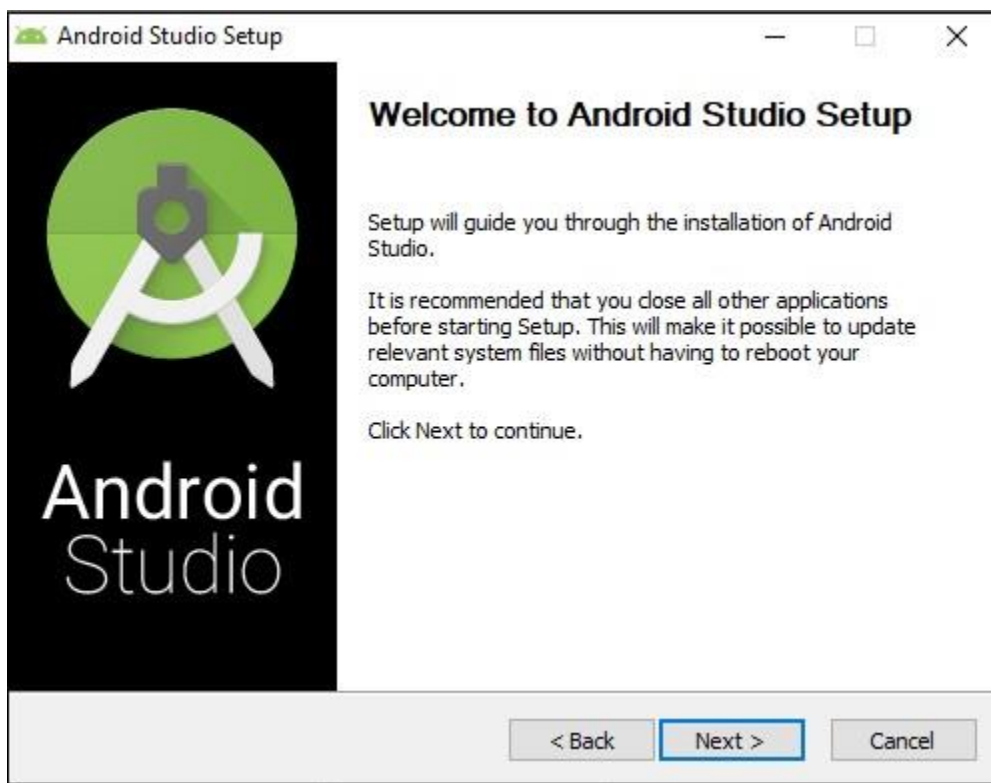 Android Studio Setup
Welcome to Android Studio Setup
Setup will guide you through the installation of Android
Studio.
It is recommended that you close all other applications
before starting Setup. This will make it possible to update
relevant system files without having to reboot your
computer.
Click Next to continue.
Android
Studio
< Back
Next >
Cancel